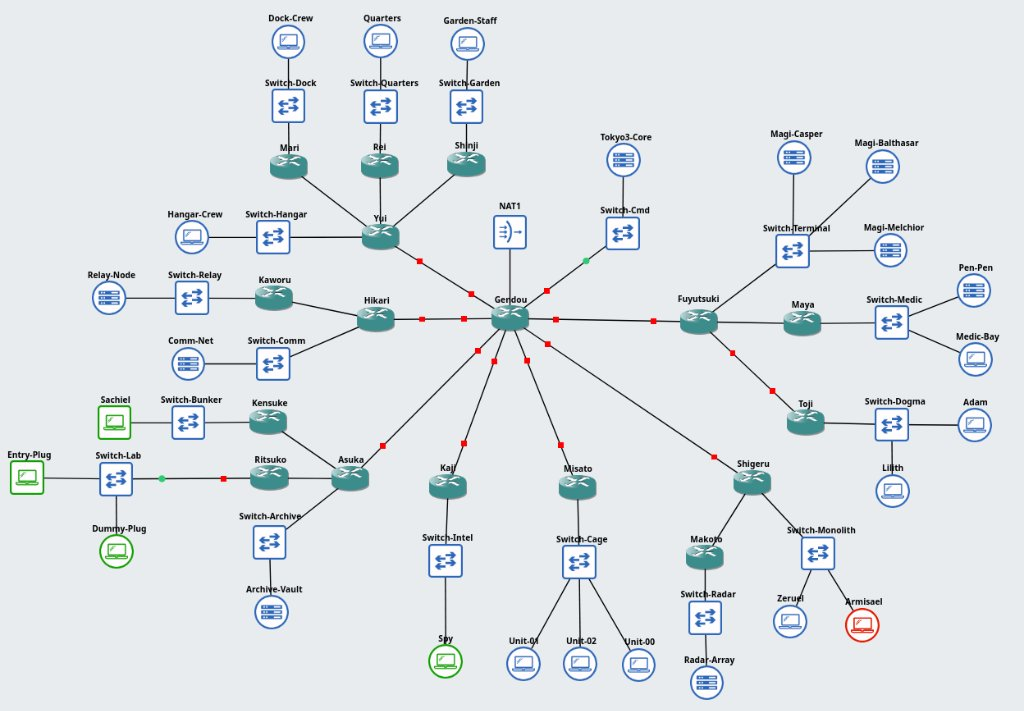 Dock-Crew
Quarters
Garden-Staff
Switch-Dock
Switch-Quarters
Switch-Garden
Mari
Rei
Shinji
Tokyo3-Core
Magi-Casper
Magi-Balthasar
Hangar-Crew
Switch-Hangar
Yui
NAT1
Switch-Cmd
Switch-Terminal
Magi-Melchior
Relay-Node
Switch-Relay
Kaworu
Hikari
Gendou
Fuyutsuki
Maya
Switch-Medic
Pen-Pen
Comm-Net
Switch-Comm
Medic-Bay
Sachiel
Switch-Bunker
Kensuke
Toji
Switch-Dogma
Adam
Entry-Plug
Switch-Lab
Ritsuko
Asuka
Kaji
Misato
Shigeru
Lilith
Dummy-Plug
Switch-Archive
Switch-Intel
Switch-Cage
Makoto
Switch-Monolith
Archive-Vault
Switch-Radar
Zeruel
Armisael
Spy
Unit-01
Unit-02
Unit-00
Radar-Array